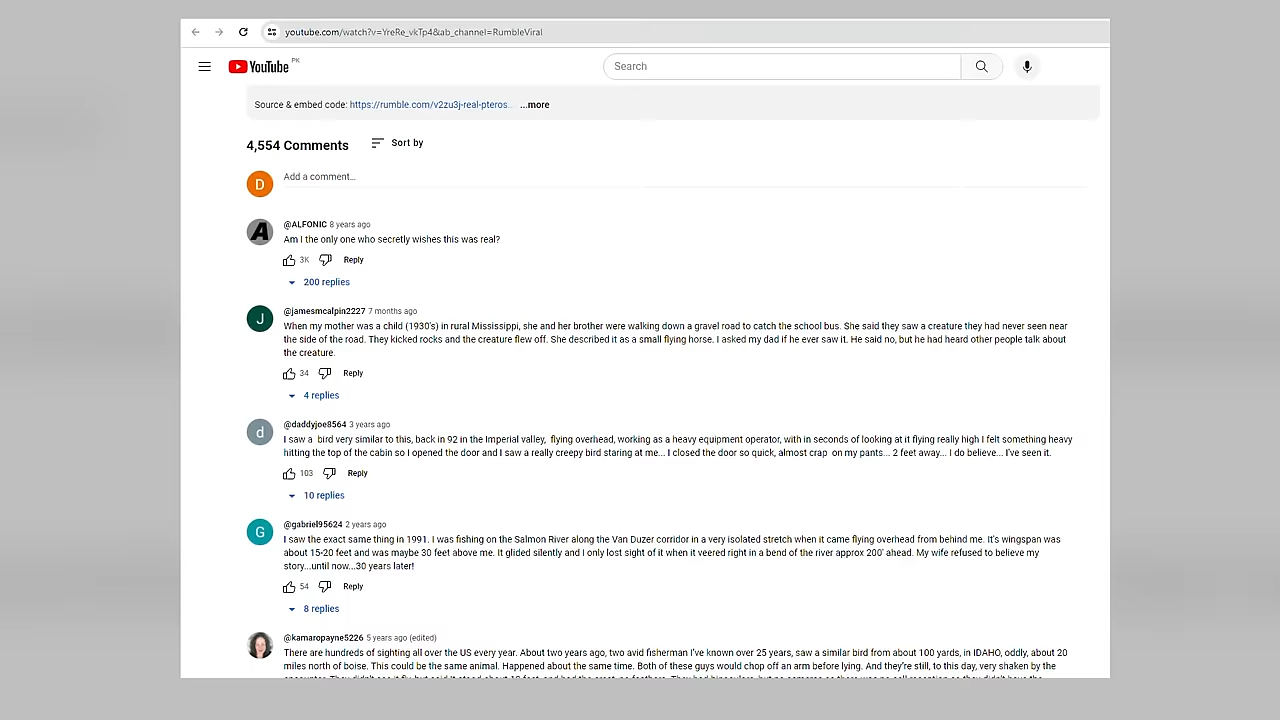 youtube.com/watch?v=YreRe_vkTp4&ab_channel=RumbleViral
YouTube PK
Search
Source & embed code: https://rumble.com/v2zu3j-real-pteros... ...more
4,554 Comments Sort by
D Add a comment...
@ALFONIC 8 years ago
A
Am I the only one who secretly wishes this was real?
3K Reply
200 replies
@jamesmcalpin2227 7 months ago
J
When my mother was a child (1930's) in rural Mississippi, she and her brother were walking down a gravel road to catch the school bus. She said they saw a creature they had never seen near
the side of the road. They kicked rocks and the creature flew off. She described it as a small flying horse. I asked my dad if he ever saw it. He said no, but he had heard other people talk about
the creature.
34 Reply
4 replies
@daddyjoe8564 3 years ago
d
I saw a bird very similar to this, back in 92 in the Imperial valley, flying overhead, working as a heavy equipment operator, with in seconds of looking at it flying really high I felt something heavy
hitting the top of the cabin so I opened the door and I saw a really creepy bird staring at me... I closed the door so quick, almost crap on my pants... 2 feet away... I do believe... I've seen it.
103 Reply
10 replies
@gabriel95624 2 years ago
G
I saw the exact same thing in 1991. I was fishing on the Salmon River along the Van Duzer corridor in a very isolated stretch when it came flying overhead from behind me. It's wingspan was
about 15-20 feet and was maybe 30 feet above me. It glided silently and I only lost sight of it when it veered right in a bend of the river approx 200' ahead. My wife refused to believe my
story...until now...30 years later!
54 Reply
8 replies
@kamaropayne5226 5 years ago (edited)
There are hundreds of sighting all over the US every year. About two years ago, two avid fisherman I've known over 25 years, saw a similar bird from about 100 yards, in IDAHO, oddly, about 20
miles north of boise. This could be the same animal. Happened about the same time. Both of these guys would chop off an arm before lying. And they're still, to this day, very shaken by the